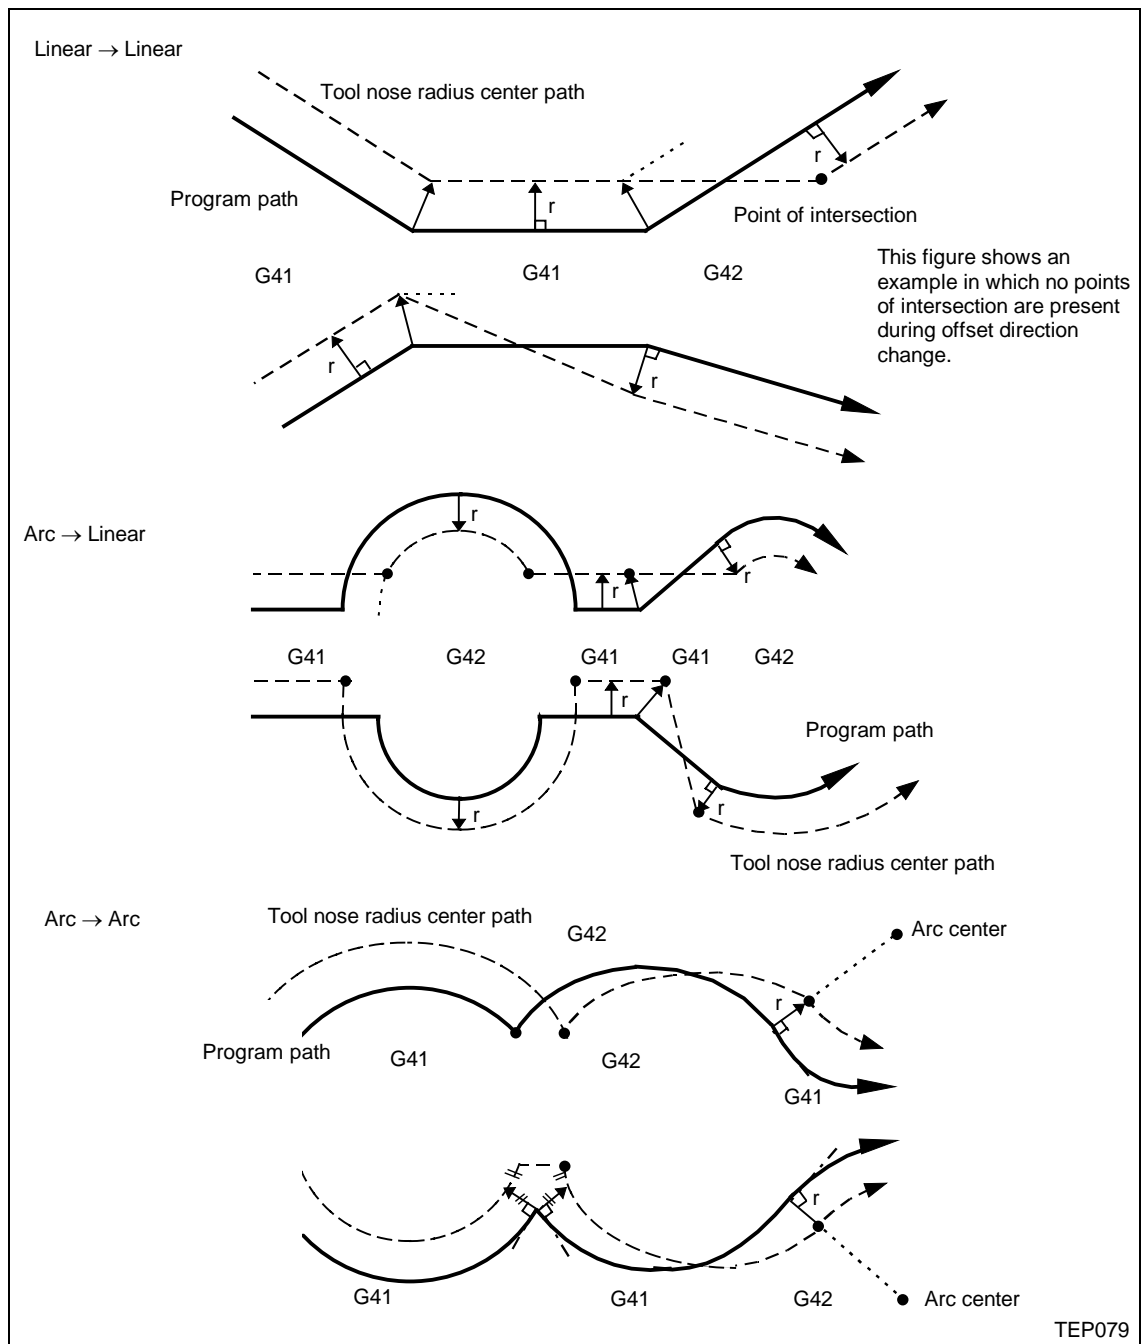 Linear → Linear
Tool nose radius center path
r
Program path
r
Point of intersection
G41
G41
G42
This figure shows an
example in which no points
of intersection are present
during offset direction
change.
r
r
Arc → Linear
r
r
r
G41
G42
G41
G41
G42
r
Program path
r
r
Tool nose radius center path
Arc → Arc
Tool nose radius center path
G42
Arc center
r
Program path
G41
G42
G41
r
G41
G41
G42
Arc center
TEP079